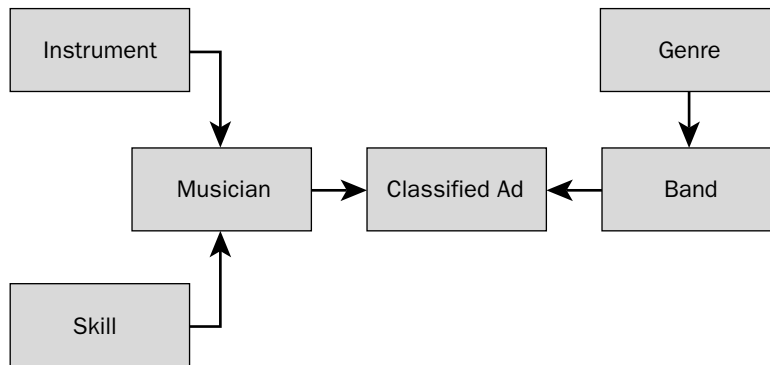 Instrument
Genre
Musician
Classified Ad
Band
Skill